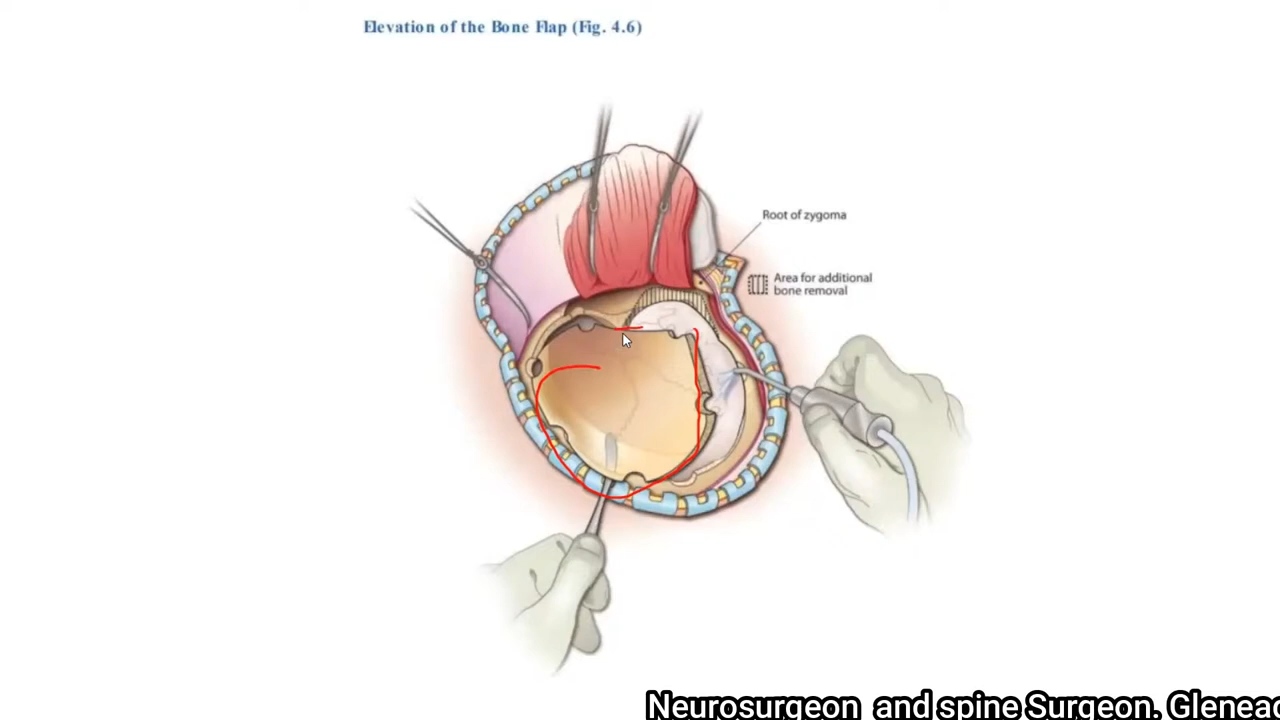 Elevation of the Bone Flap (Fig. 4.6)
Root of zygoma
Area for additional
bone removal
Neurosurgeon and spine Surgeon. Gleneag